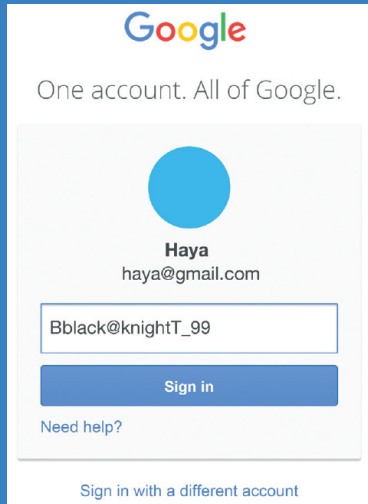 Google
One account. All of Google.
Haya
haya@gmail.com
Bblack@knightT_99
Sign in
Need help?
Sign in with a different account